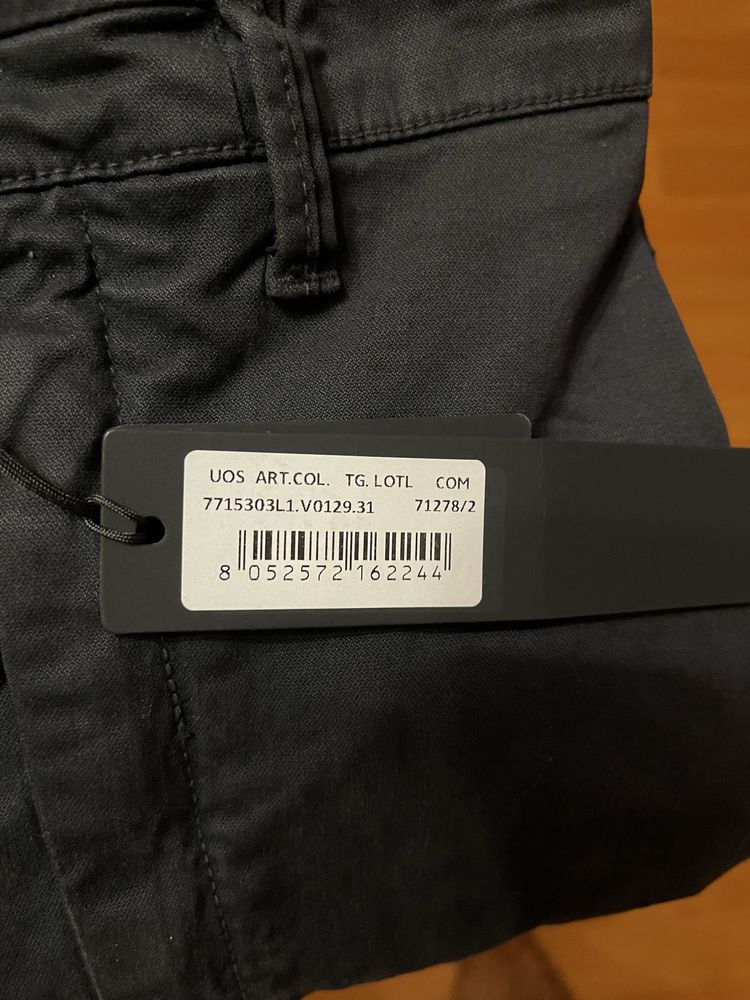 UOS ART.COL. TG. LOTL COM
7715303L1.V0129.31 71278/2
8 052572 162244